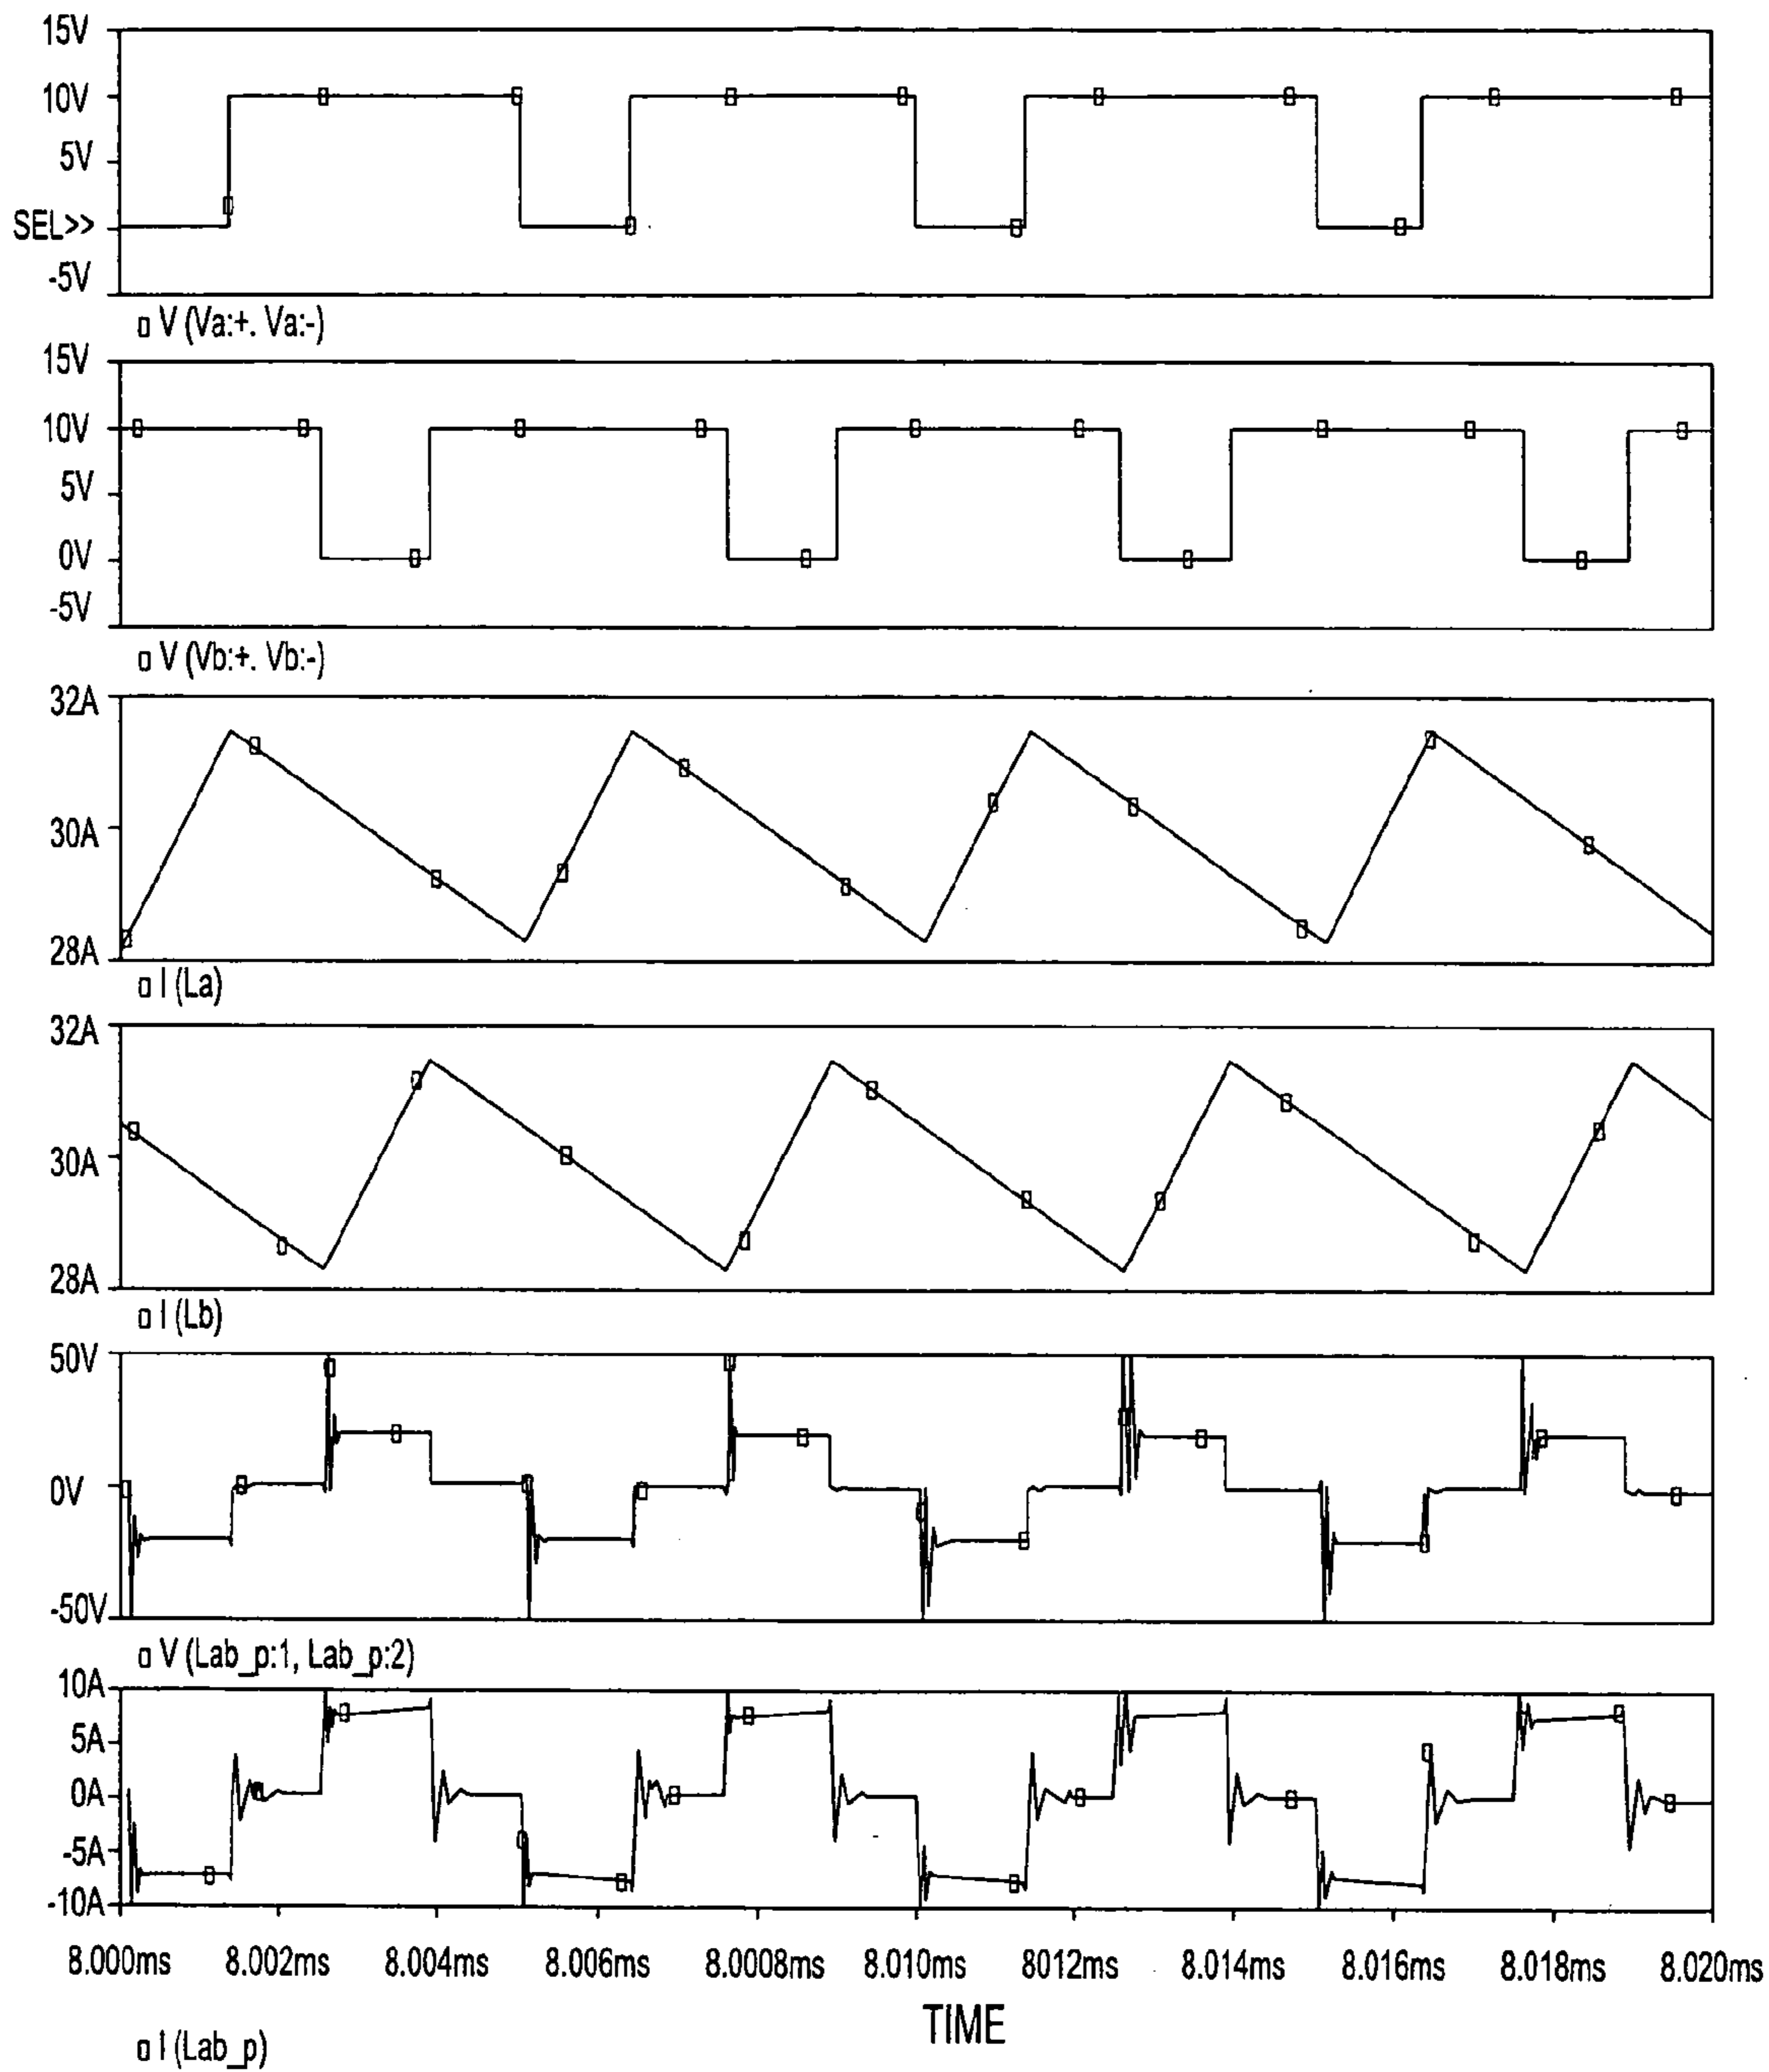 15V
10V
5V
SEL>>
-5V
▯ V (Va:+. Va:-)
15V
10V
5V
0V
-5V
▯ V (Vb:+. Vb:-)
32A
30A
28A
▯ I (La)
32A
30A
28A
▯ I (Lb)
50V
0V
-50V
▯ V (Lab_p:1, Lab_p:2)
10A
5A
0A
-5A
-10A
8.000ms 8.002ms 8.004ms 8.006ms 8.0008ms 8.010ms 8012ms 8.014ms 8.016ms 8.018ms 8.020ms
TIME
▯ I (Lab_p)